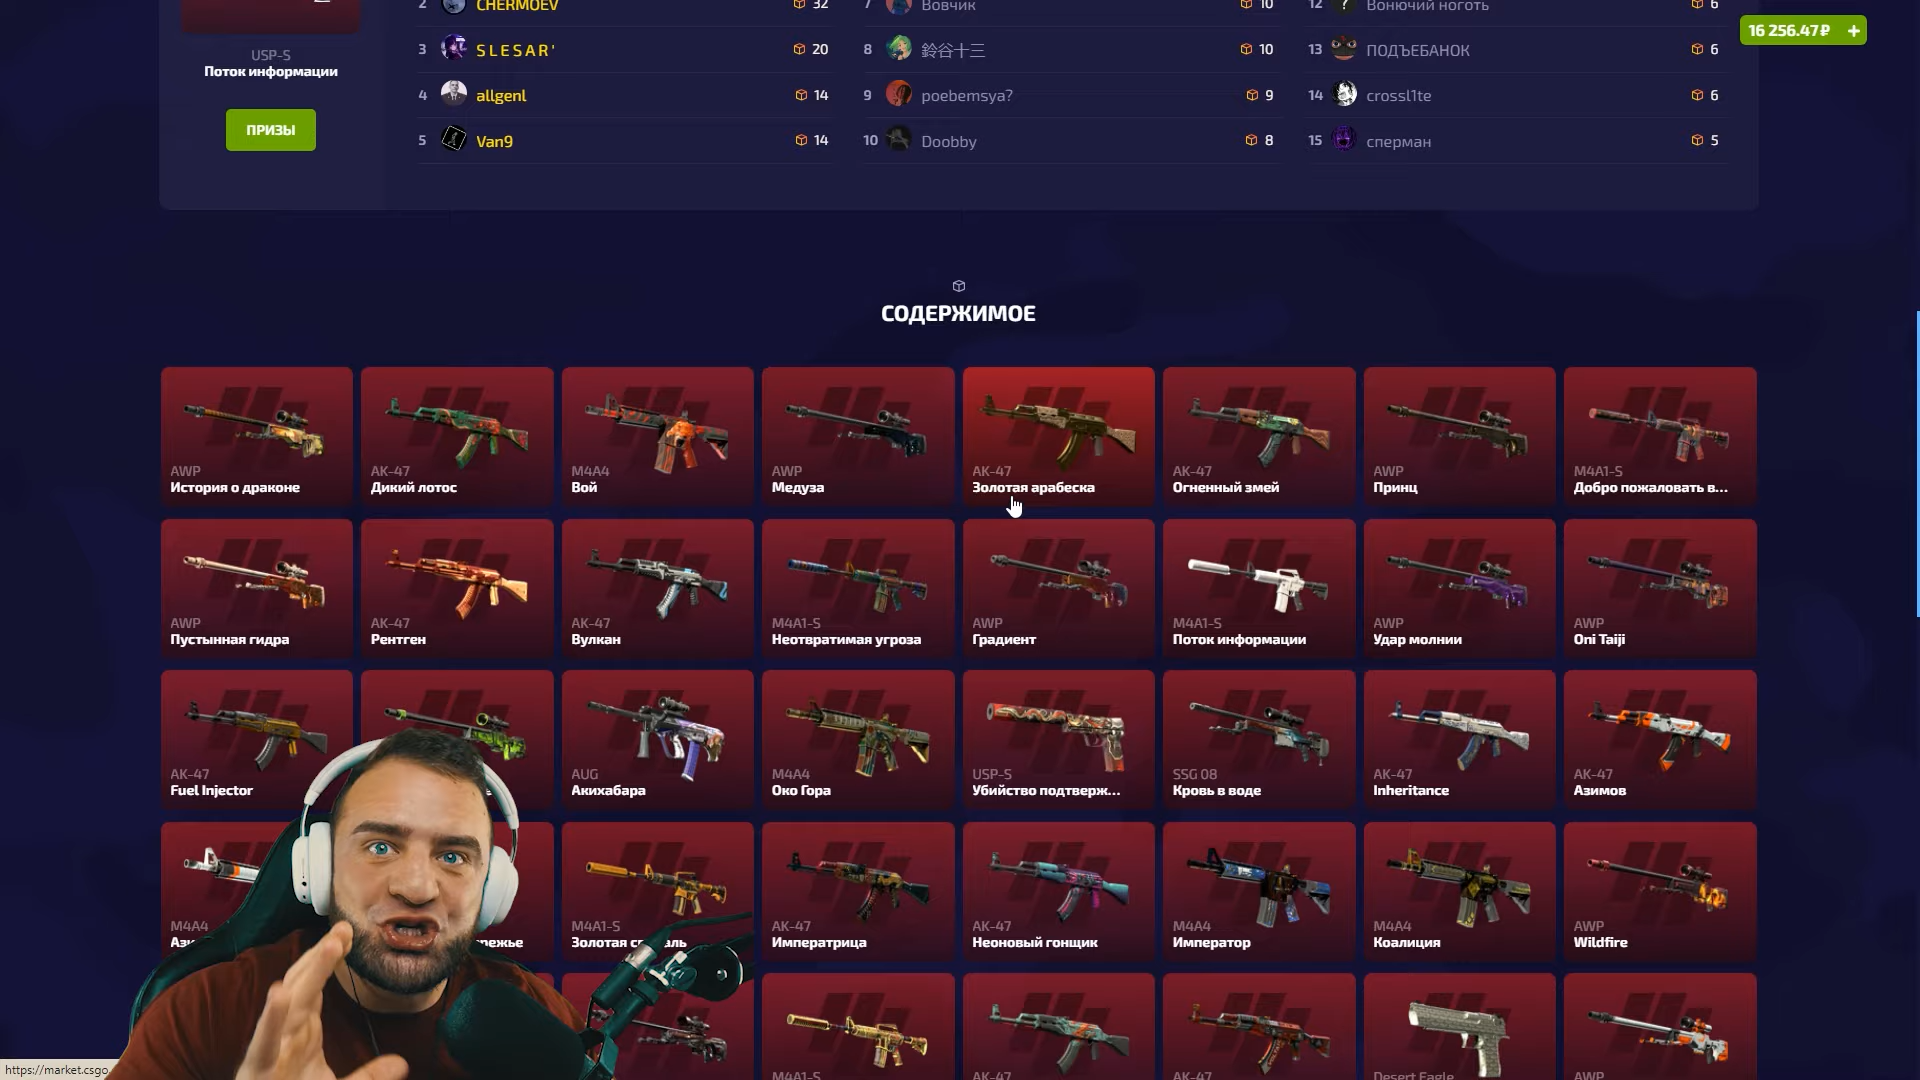 2 CHERMOEV 32
7 Вовчик 10
12 Вонючий ноготь 6
16 256.47₽ +
USP-S
Поток информации
ПРИЗЫ
3 S L E S A R ' 20
8 鈴谷十三 10
13 ПОДЪЕБАНОК 6
4 allgenl 14
9 poebemsya? 9
14 crossl1te 6
5 Van9 14
10 Doobby 8
15 сперман 5
СОДЕРЖИМОЕ
AWP
История о драконе
AK-47
Дикий лотос
M4A4
Вой
AWP
Медуза
AK-47
Золотая арабеска
AK-47
Огненный змей
AWP
Принц
M4A1-S
Добро пожаловать в...
AWP
Пустынная гидра
AK-47
Рентген
AK-47
Вулкан
M4A1-S
Неотвратимая угроза
AWP
Градиент
M4A1-S
Поток информации
AWP
Удар молнии
AWP
Oni Taiji
AK-47
Fuel Injector
AUG
Акихабара
M4A4
Око Гора
USP-S
Убийство подтверж...
SSG 08
Кровь в воде
AK-47
Inheritance
AK-47
Азимов
M4A4
M4A1-S
Золотая
AK-47
Императрица
AK-47
Неоновый гонщик
M4A4
Император
M4A4
Коалиция
AWP
Wildfire
M4A1-S
AK-47
AK-47
Desert Eagle
AWP
https://market.csgo.